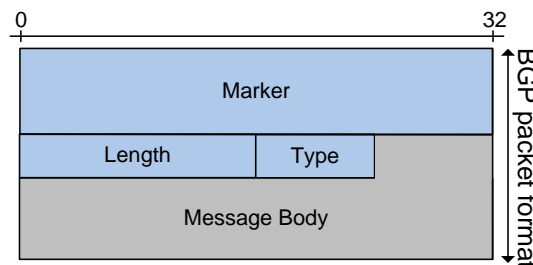 0 32
Marker
Length Type
Message Body
BGP packet format